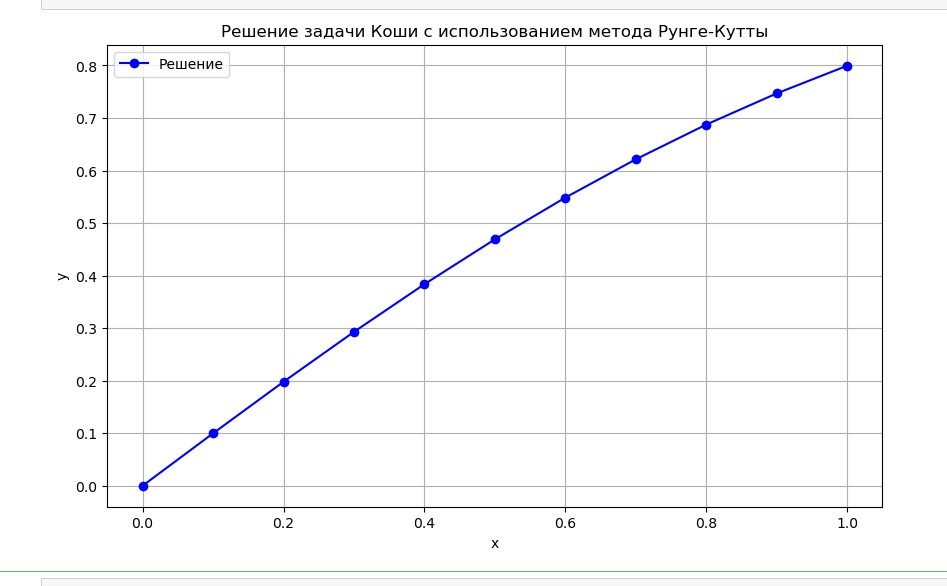 Решение задачи Коши с использованием метода Рунге-Кутты
Решение
0.8
0.7
0.6
0.5
0.4
0.3
0.2
0.1
0.0
y
0.0 0.2 0.4 0.6 0.8 1.0
x